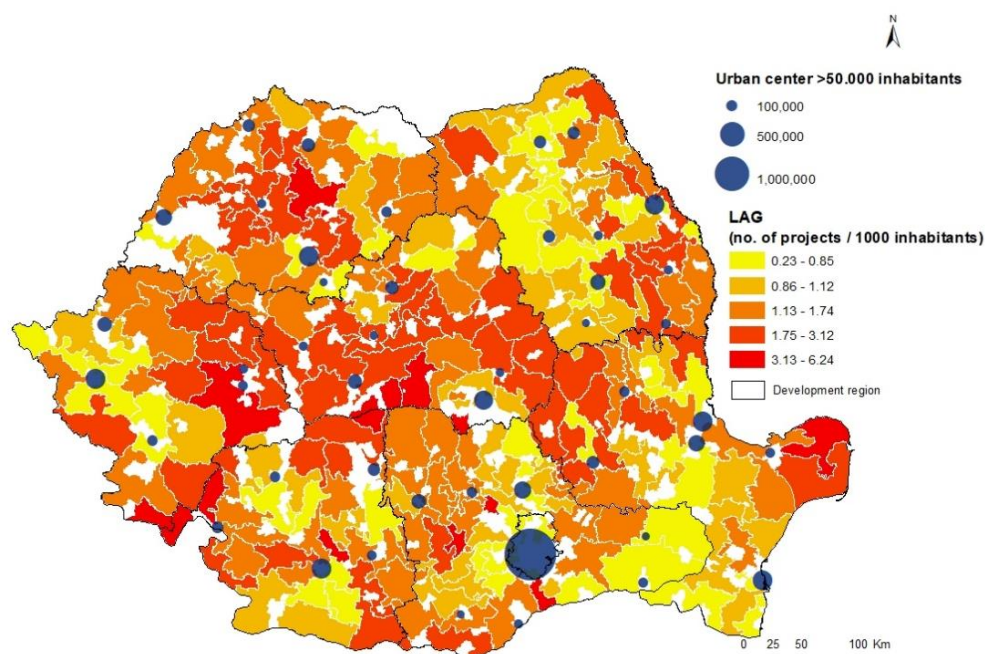 N
Urban center >50.000 inhabitants
100,000
500,000
1,000,000
LAG
(no. of projects / 1000 inhabitants)
0.23 - 0.85
0.86 - 1.12
1.13 - 1.74
1.75 - 3.12
3.13 - 6.24
Development region
0 25 50 100 Km